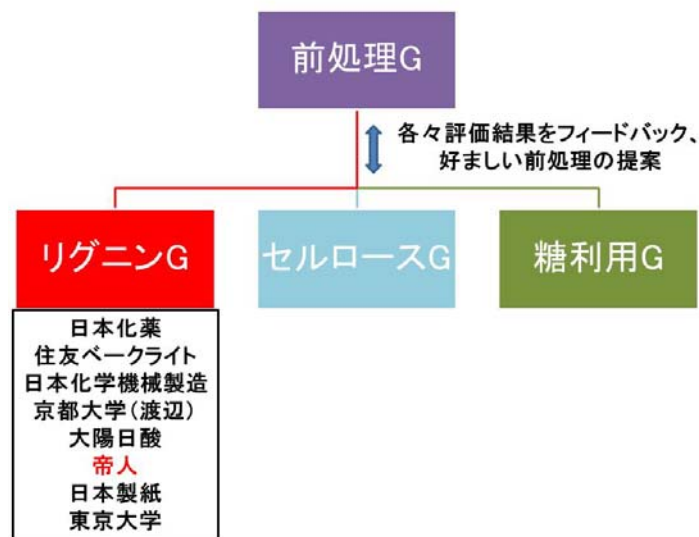 前処理G
各々評価結果をフィードバック、
好ましい前処理の提案
リグニンG
セルロースG
糖利用G
日本化薬
住友ベークライト
日本化学機械製造
京都大学(渡辺)
大陽日酸
帝人
日本製紙
東京大学